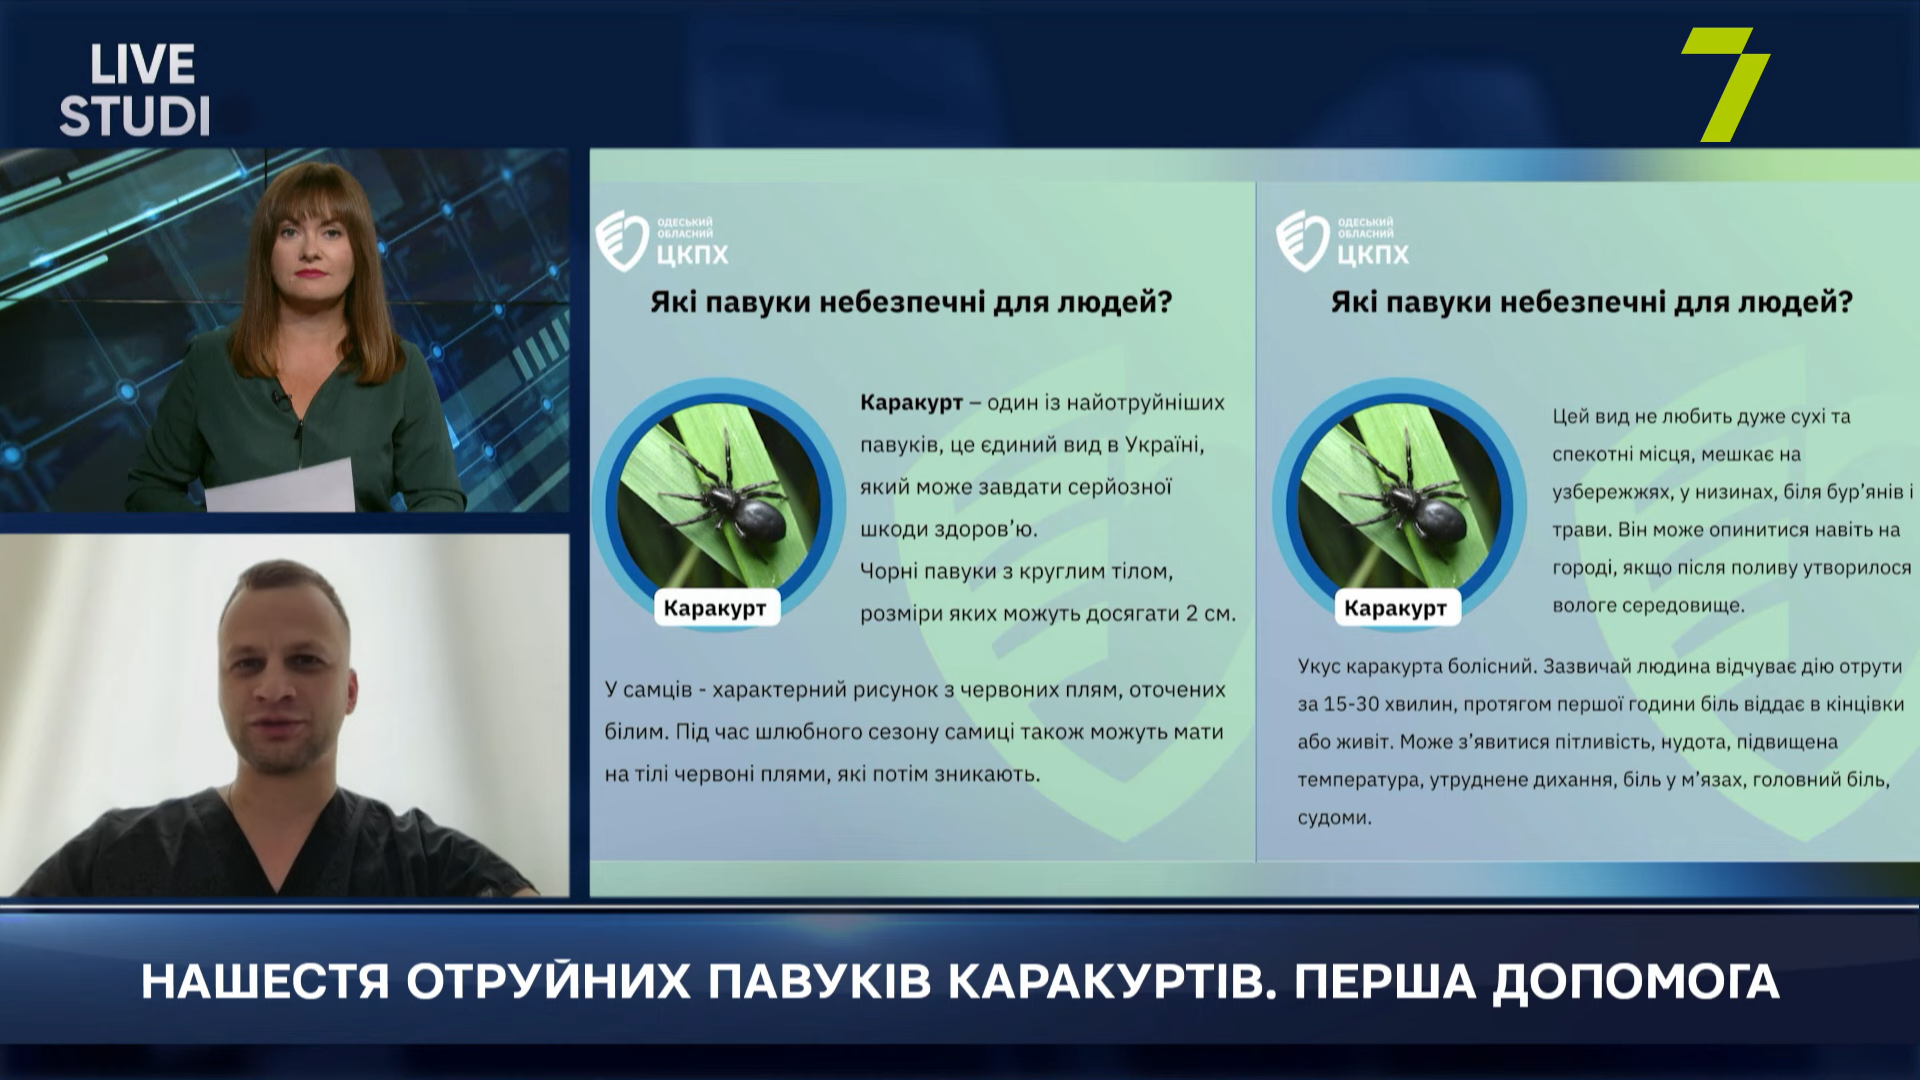 LIVE
STUDI
7
ОДЕСЬКИЙ
ОБЛАСНИЙ
ЦКПХ
Які павуки небезпечні для людей?
Каракурт – один із найотруйніших
павуків, це єдиний вид в Україні,
який може завдати серйозної
шкоди здоров’ю.
Чорні павуки з круглим тілом,
розміри яких можуть досягати 2 см.
Каракурт
У самців - характерний рисунок з червоних плям, оточених
білим. Під час шлюбного сезону самиці також можуть мати
на тілі червоні плями, які потім зникають.
ОДЕСЬКИЙ
ОБЛАСНИЙ
ЦКПХ
Які павуки небезпечні для людей?
Цей вид не любить дуже сухі та
спекотні місця, мешкає на
узбережжях, у низинах, біля бур’янів і
трави. Він може опинитися навіть на
городі, якщо після поливу утворилося
вологе середовище.
Каракурт
Укус каракурта болісний. Зазвичай людина відчуває дію отрути
за 15-30 хвилин, протягом першої години біль віддає в кінцівки
або живіт. Може з’явитися пітливість, нудота, підвищена
температура, утруднене дихання, біль у м’язах, головний біль,
судоми.
НАШЕСТЯ ОТРУЙНИХ ПАВУКІВ КАРАКУРТІВ. ПЕРША ДОПОМОГА